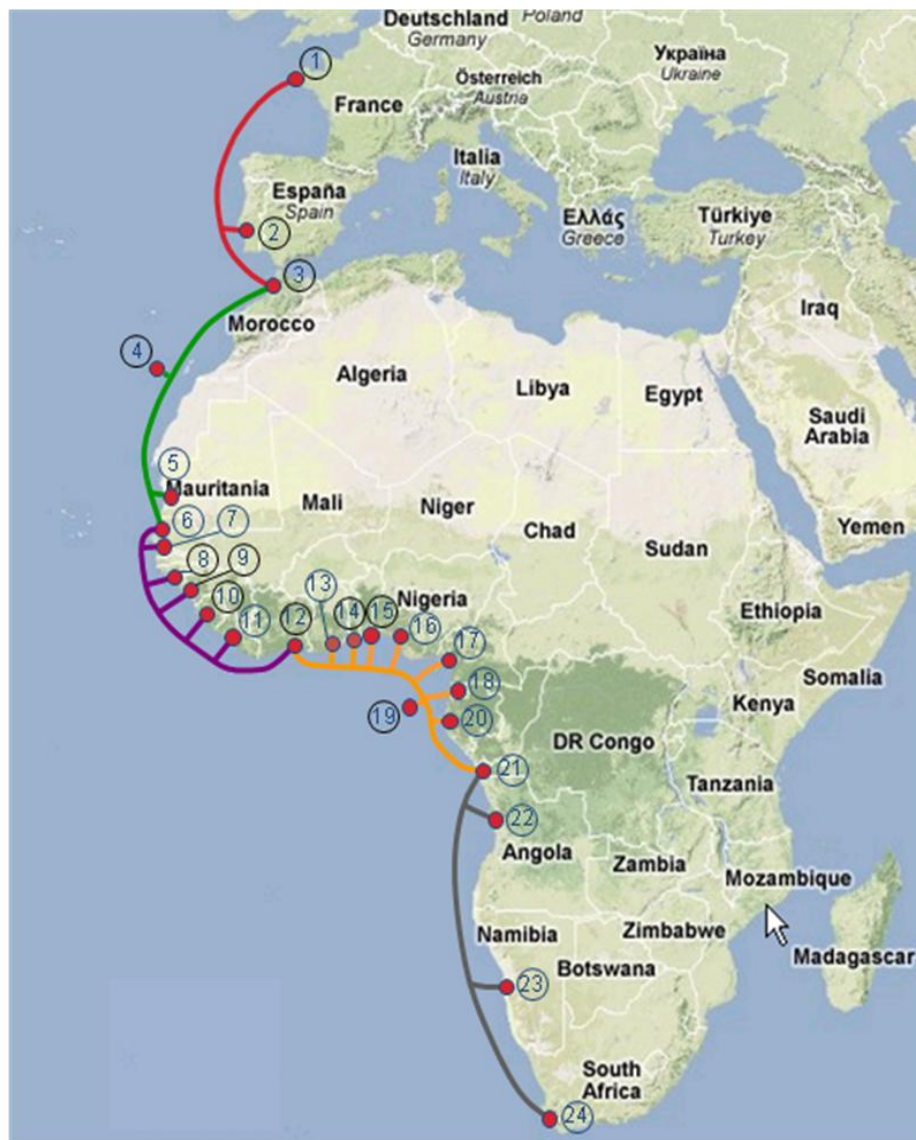 Deutschland
Germany
Poland
Україна
Ukraine
1
Österreich
Austria
France
Italia
Italy
España
Spain
Ελλάς
Greece
Türkiye
Turkey
2
3
Morocco
Iraq
4
Algeria
Libya
Egypt
Saudi
Arabia
5
Mauritania
Mali
Niger
Chad
Sudan
Yemen
6
7
8
9
10
11
12
13
14
15
Nigeria
16
17
Ethiopia
Somalia
18
Kenya
19
20
DR Congo
21
Tanzania
22
Angola
Zambia
Mozambique
Zimbabwe
Namibia
Madagascar
Botswana
23
South
Africa
24